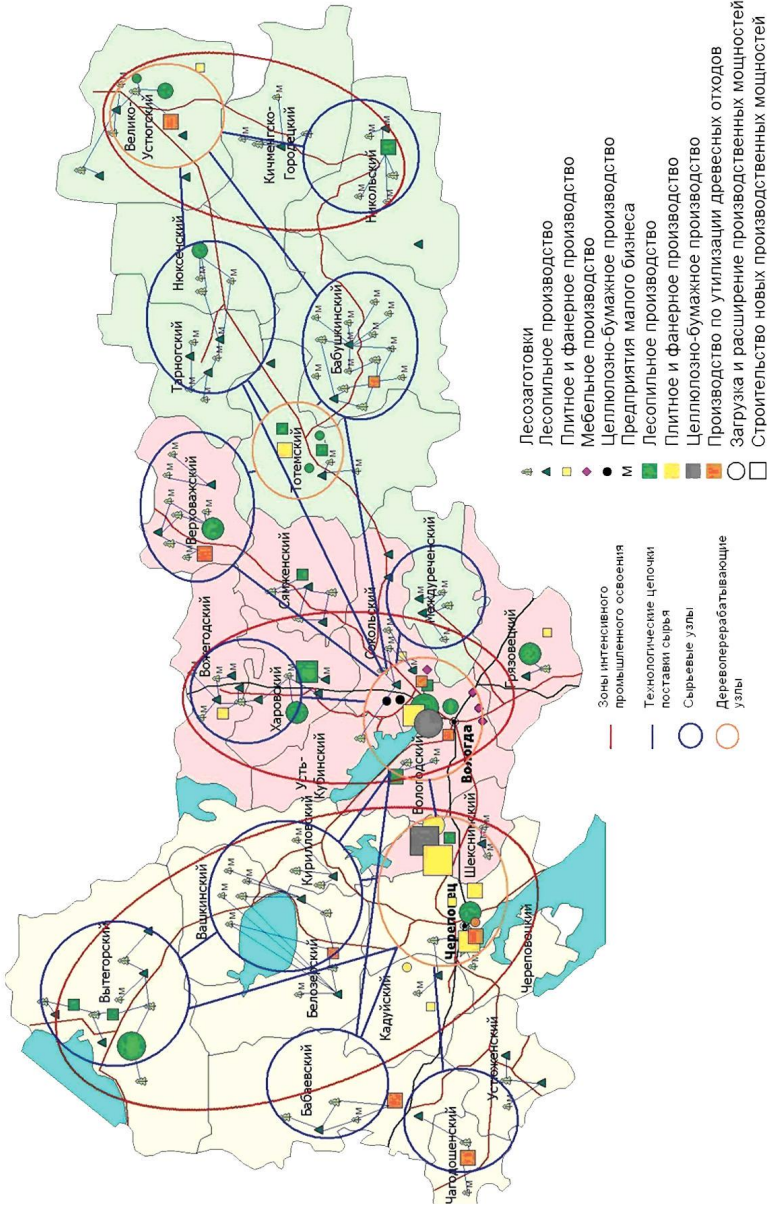 Вытегорский
Вашкинский
Кирилловский
Белозерский
Бабаевский
Кадуйский
Чагодощенский
Устюженский
Череповец
Череповецкий
Шекснинский
Вологодский
Вологда
Усть-
Кубинский
Харовский
Вожегодский
Сокольский
Сямженский
Верховажский
Междуреченский
Грязовецкий
Тотемский
Тарногский
Нюксенский
Бабушкинский
Велико-
Устюгский
Кичменгско-
Городецкий
Никольский
Зоны интенсивного
промышленного освоения
Технологические цепочки
поставки сырья
Сырьевые узлы
Деревоперерабатывающие
узлы
Лесозаготовки
Лесопильное производство
Плитное и фанерное производство
Мебельное производство
Целлюлозно-бумажное производство
М Предприятия малого бизнеса
Лесопильное производство
Плитное и фанерное производство
Целлюлозно-бумажное производство
Производство по утилизации древесных отходов
Загрузка и расширение производственных мощностей
Строительство новых производственных мощностей